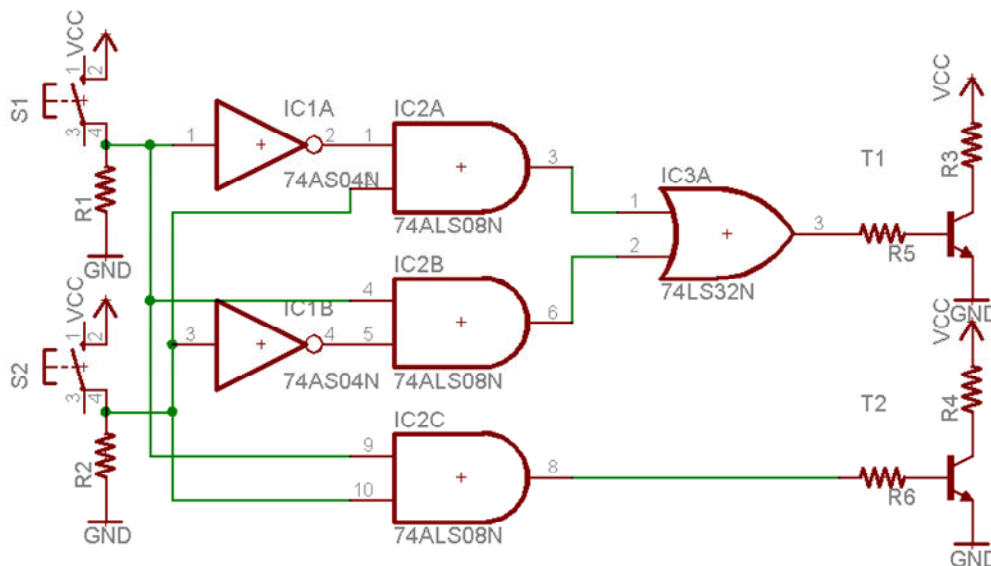 VCC
1
2
S1
3
4
R1
GND
1
IC1A
2
74AS04N
IC2A
1
2
3
74ALS08N
IC3A
1
2
3
74LS32N
T1
R5
VCC
R3
GND
VCC
1
2
S2
3
4
R2
GND
3
IC1B
4
74AS04N
IC2B
4
5
6
74ALS08N
IC2C
9
10
8
74ALS08N
T2
R6
VCC
R4
GND